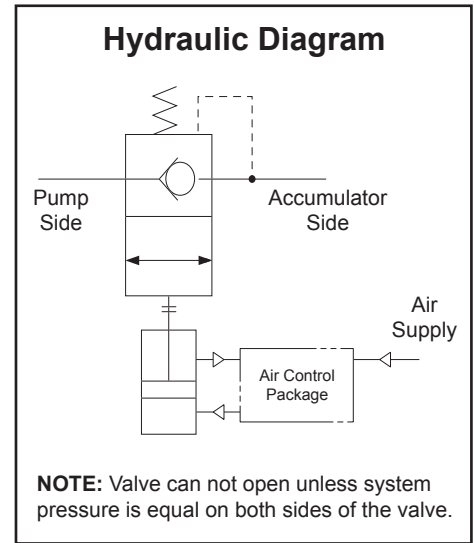 Hydraulic Diagram
Pump
Side
Accumulator
Side
Air
Supply
Air Control
Package
NOTE: Valve can not open unless system
pressure is equal on both sides of the valve.